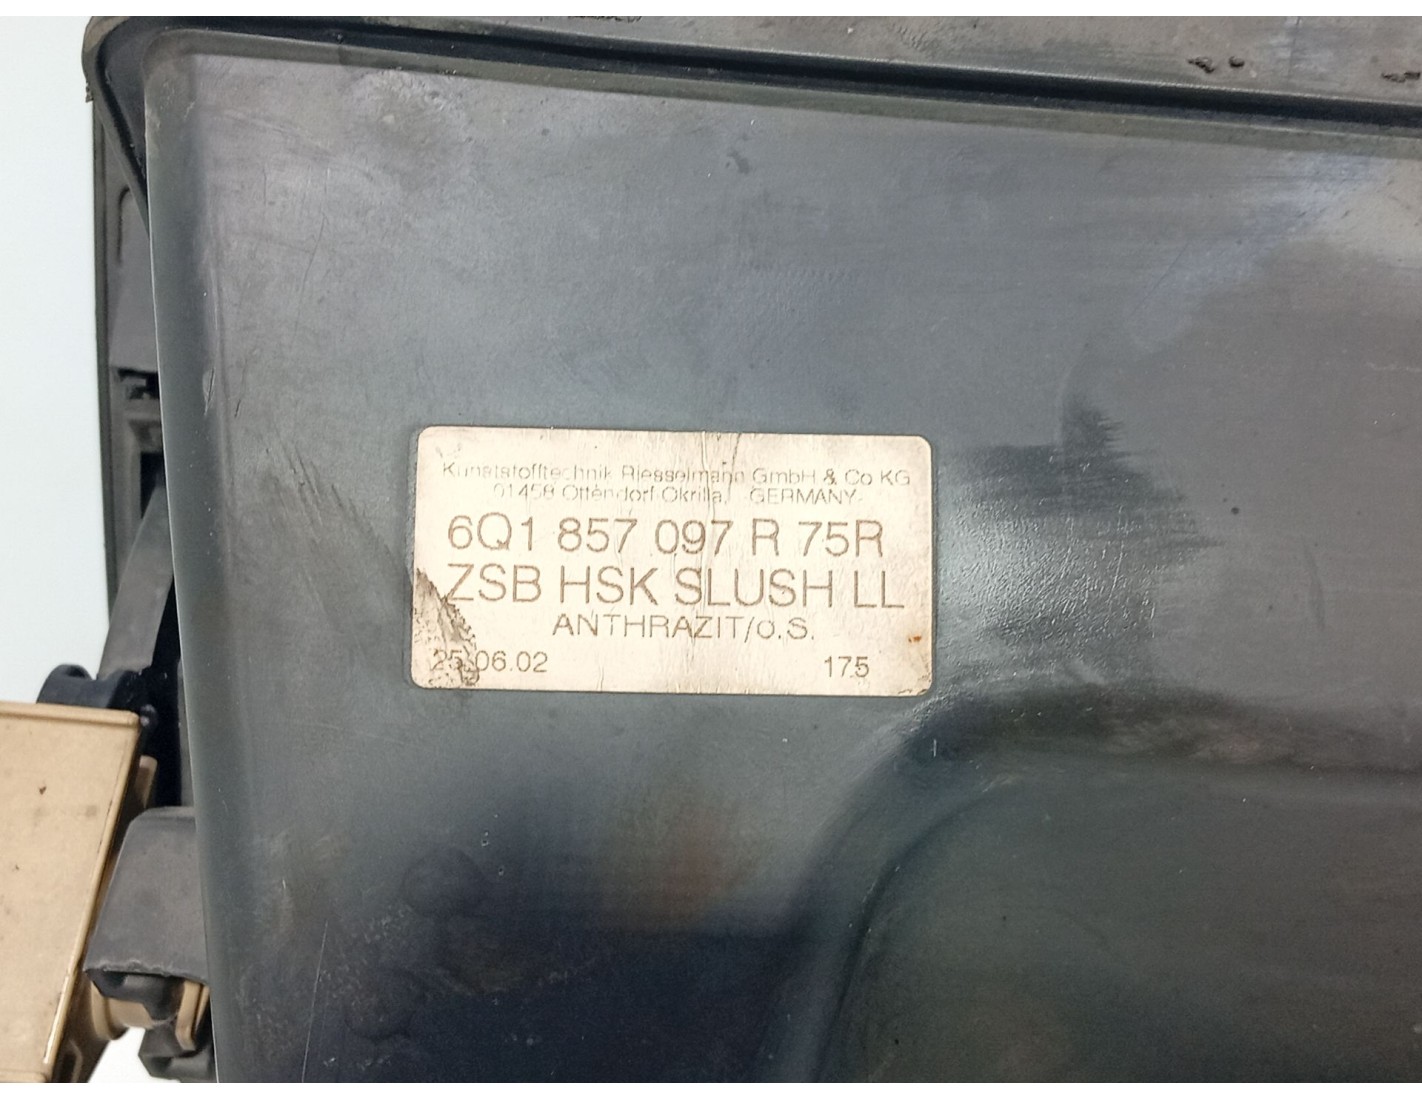 Kunststofftechnik Riesselmann GmbH & Co KG
01458 Ottendorf-Okrilla, GERMANY
6Q1 857 097 R 75R
ZSB HSK SLUSH LL
ANTHRAZIT/O.S.
25.06.02 175